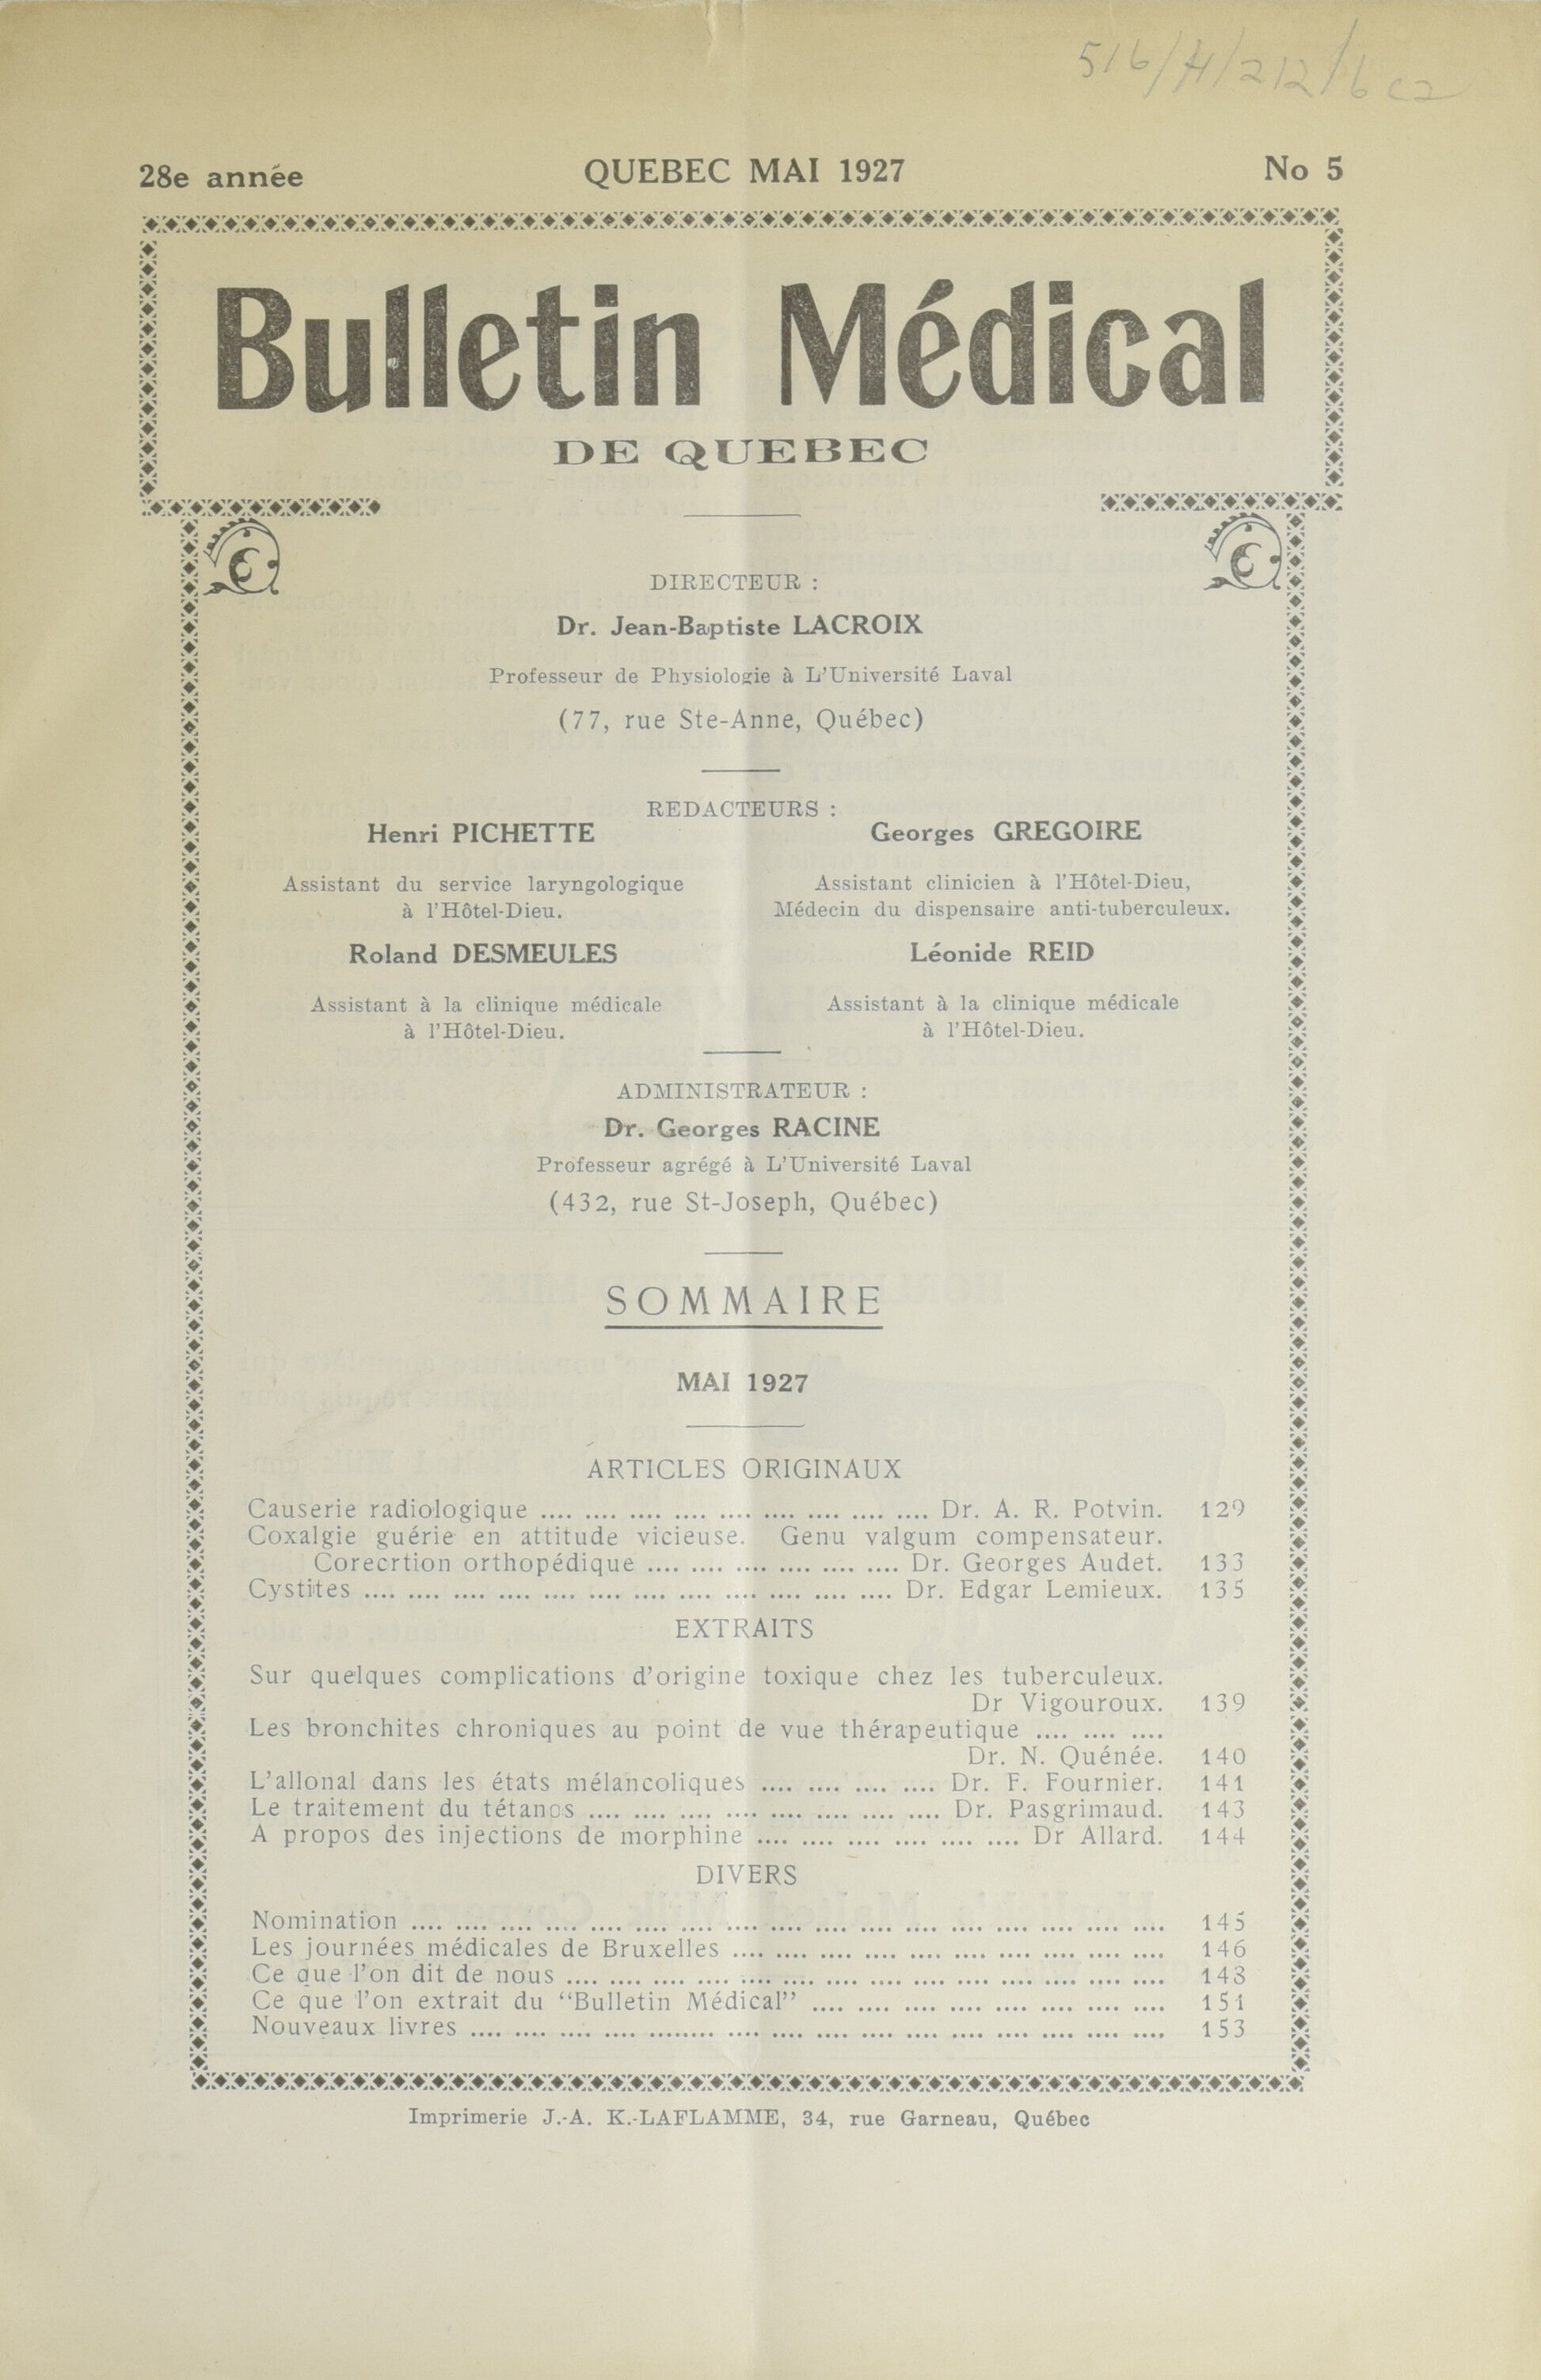 516/A/212/6 c2
28e année QUEBEC MAI 1927 No 5
Bulletin Médical
DE QUEBEC
DIRECTEUR :
Dr. Jean-Baptiste LACROIX
Professeur de Physiologie à L'Université Laval
(77, rue Ste-Anne, Québec)
REDACTEURS :
Henri PICHETTE
Assistant du service laryngologique
à l'Hôtel-Dieu.
Georges GREGOIRE
Assistant clinicien à l'Hôtel-Dieu,
Médecin du dispensaire anti-tuberculeux.
Roland DESMEULES
Assistant à la clinique médicale
à l'Hôtel-Dieu.
Léonide REID
Assistant à la clinique médicale
à l'Hôtel-Dieu.
ADMINISTRATEUR :
Dr. Georges RACINE
Professeur agrégé à L'Université Laval
(432, rue St-Joseph, Québec)
SOMMAIRE
MAI 1927
ARTICLES ORIGINAUX
Causerie radiologique .... .... .... .... .... .... .... .... .... Dr. A. R. Potvin. 129
Coxalgie guérie en attitude vicieuse. Genu valgum compensateur.
Corecrtion orthopédique .... .... .... .... .... .... Dr. Georges Audet. 133
Cystites .... .... .... .... .... .... .... .... .... .... .... .... Dr. Edgar Lemieux. 135
EXTRAITS
Sur quelques complications d'origine toxique chez les tuberculeux.
Dr Vigouroux. 139
Les bronchites chroniques au point de vue thérapeutique .... .... ....
Dr. N. Quénée. 140
L'allonal dans les états mélancoliques .... .... .... .... Dr. F. Fournier. 141
Le traitement du tétanos .... .... .... .... .... .... .... .... Dr. Pasgrimaud. 143
A propos des injections de morphine .... .... .... .... .... .... Dr Allard. 144
DIVERS
Nomination .... .... .... .... .... .... .... .... .... .... .... .... .... .... .... .... .... 145
Les journées médicales de Bruxelles .... .... .... .... .... .... .... .... .... .... 146
Ce que l'on dit de nous .... .... .... .... .... .... .... .... .... .... .... .... .... .... 148
Ce que l'on extrait du "Bulletin Médical" .... .... .... .... .... .... .... .... 151
Nouveaux livres .... .... .... .... ........ .... .... .... .... .... .... .... .... .... .... 153
Imprimerie J.-A. K.-LAFLAMME, 34, rue Garneau, Québec